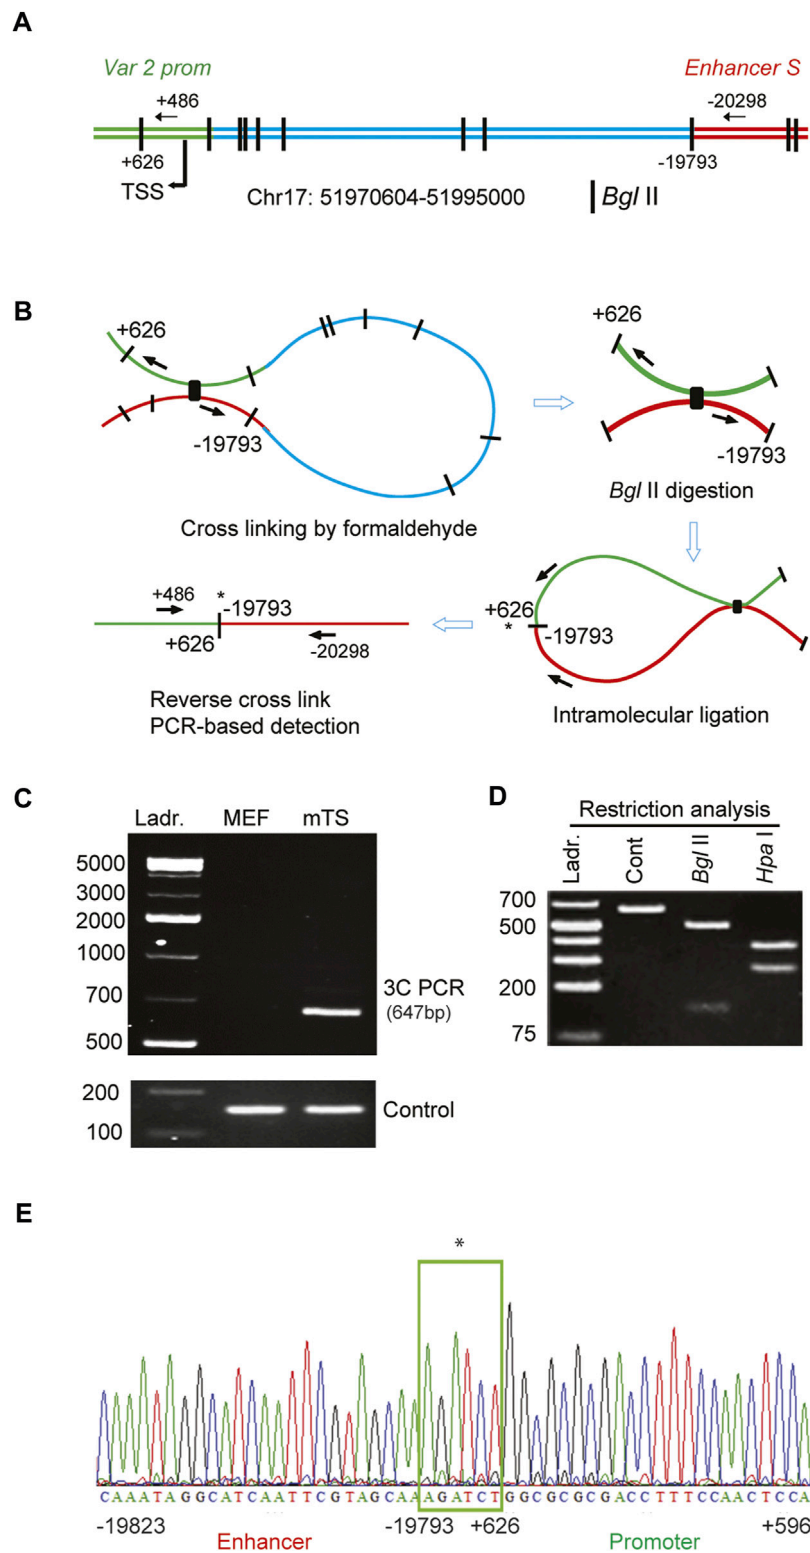 A
Var 2 prom
Enhancer S
+486
-20298
+626
-19793
TSS
Chr17: 51970604-51995000
Bgl II
B
+626
-19793
Cross linking by formaldehyde
+626
-19793
Bgl II digestion
+486
*
-19793
+626
-20298
Reverse cross link
PCR-based detection
+626
*
-19793
Intramolecular ligation
C
Ladr.
MEF
mTS
5000
3000
2000
1000
700
500
3C PCR
(647bp)
200
100
Control
D
Restriction analysis
Ladr.
Cont
Bgl II
Hpa I
700
500
200
75
E
*
CAAATAGGCATCAATTCGTAGCAAAGATCTGGCGCGCGACCTTTCCAACTCCA
-19823
Enhancer
-19793
+626
Promoter
+596